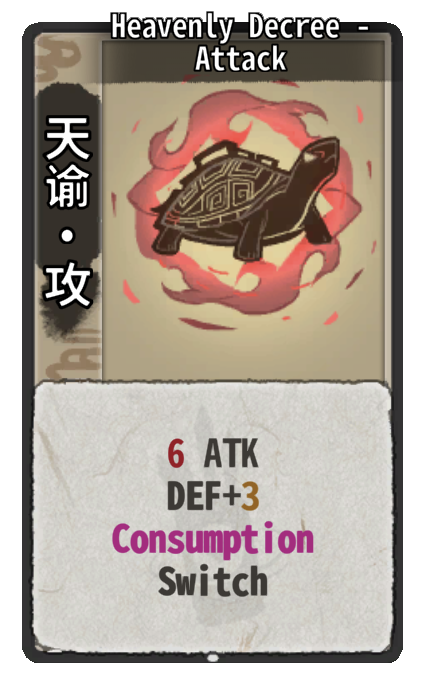 Heavenly Decree -
Attack
天谕・攻
6 ATK
DEF+3
Consumption
Switch